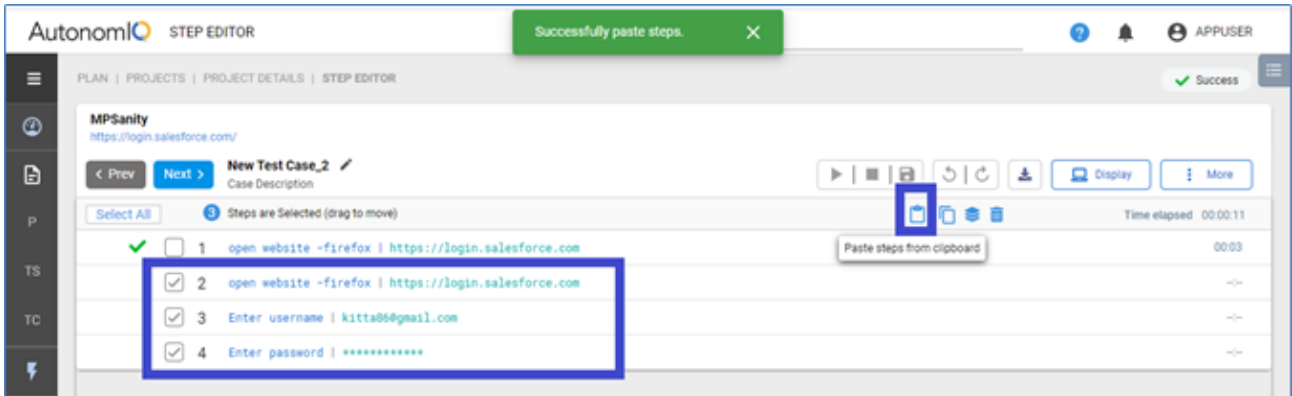 AutonomIQ STEP EDITOR Successfully paste steps. ? APPUSER
PLAN | PROJECTS | PROJECT DETAILS | STEP EDITOR Success
MPSanity
https://login.salesforce.com/
< Prev Next > New Test Case_2 Display More
Case Description
Select All 3 Steps are Selected (drag to move) Time elapsed 00:00:11
1 open website -firefox | https://login.salesforce.com Paste steps from clipboard 00:03
P
2 open website -firefox | https://login.salesforce.com --:--
TS
3 Enter username | kitta86@gmail.com --:--
TC
4 Enter password | ************ --:--